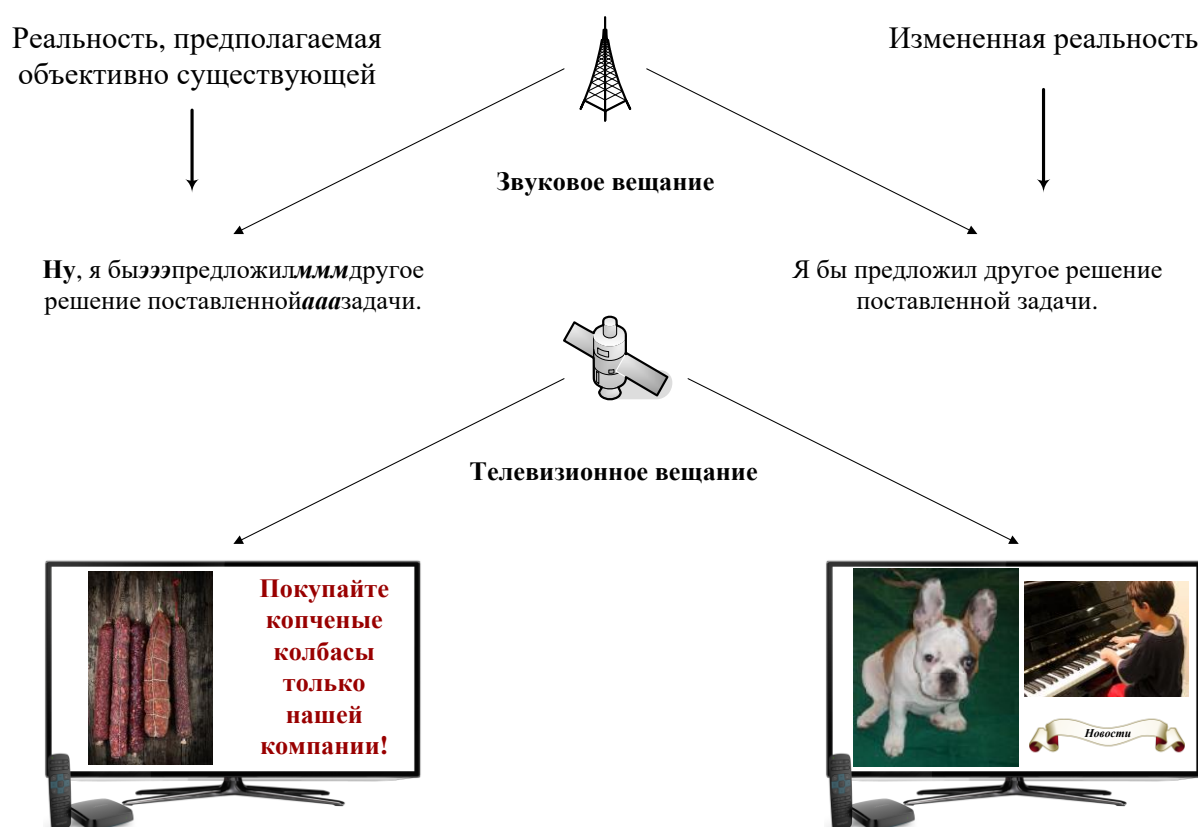 Реальность, предполагаемая
объективно существующей
Измененная реальность
Звуковое вещание
Ну, я быэээпредложилмммдругое
решение поставленнойааазадачи.
Я бы предложил другое решение
поставленной задачи.
Телевизионное вещание
Покупайте
копченые
колбасы
только
нашей
компании!
Новости